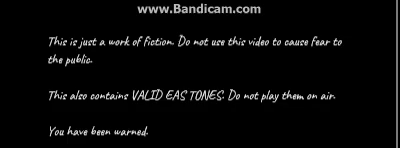 www.Bandicam.com
This is just a work of fiction. Do not use this video to cause fear to
the public.
This also contains VALID EAS TONES. Do not play them on air.
You have been warned.